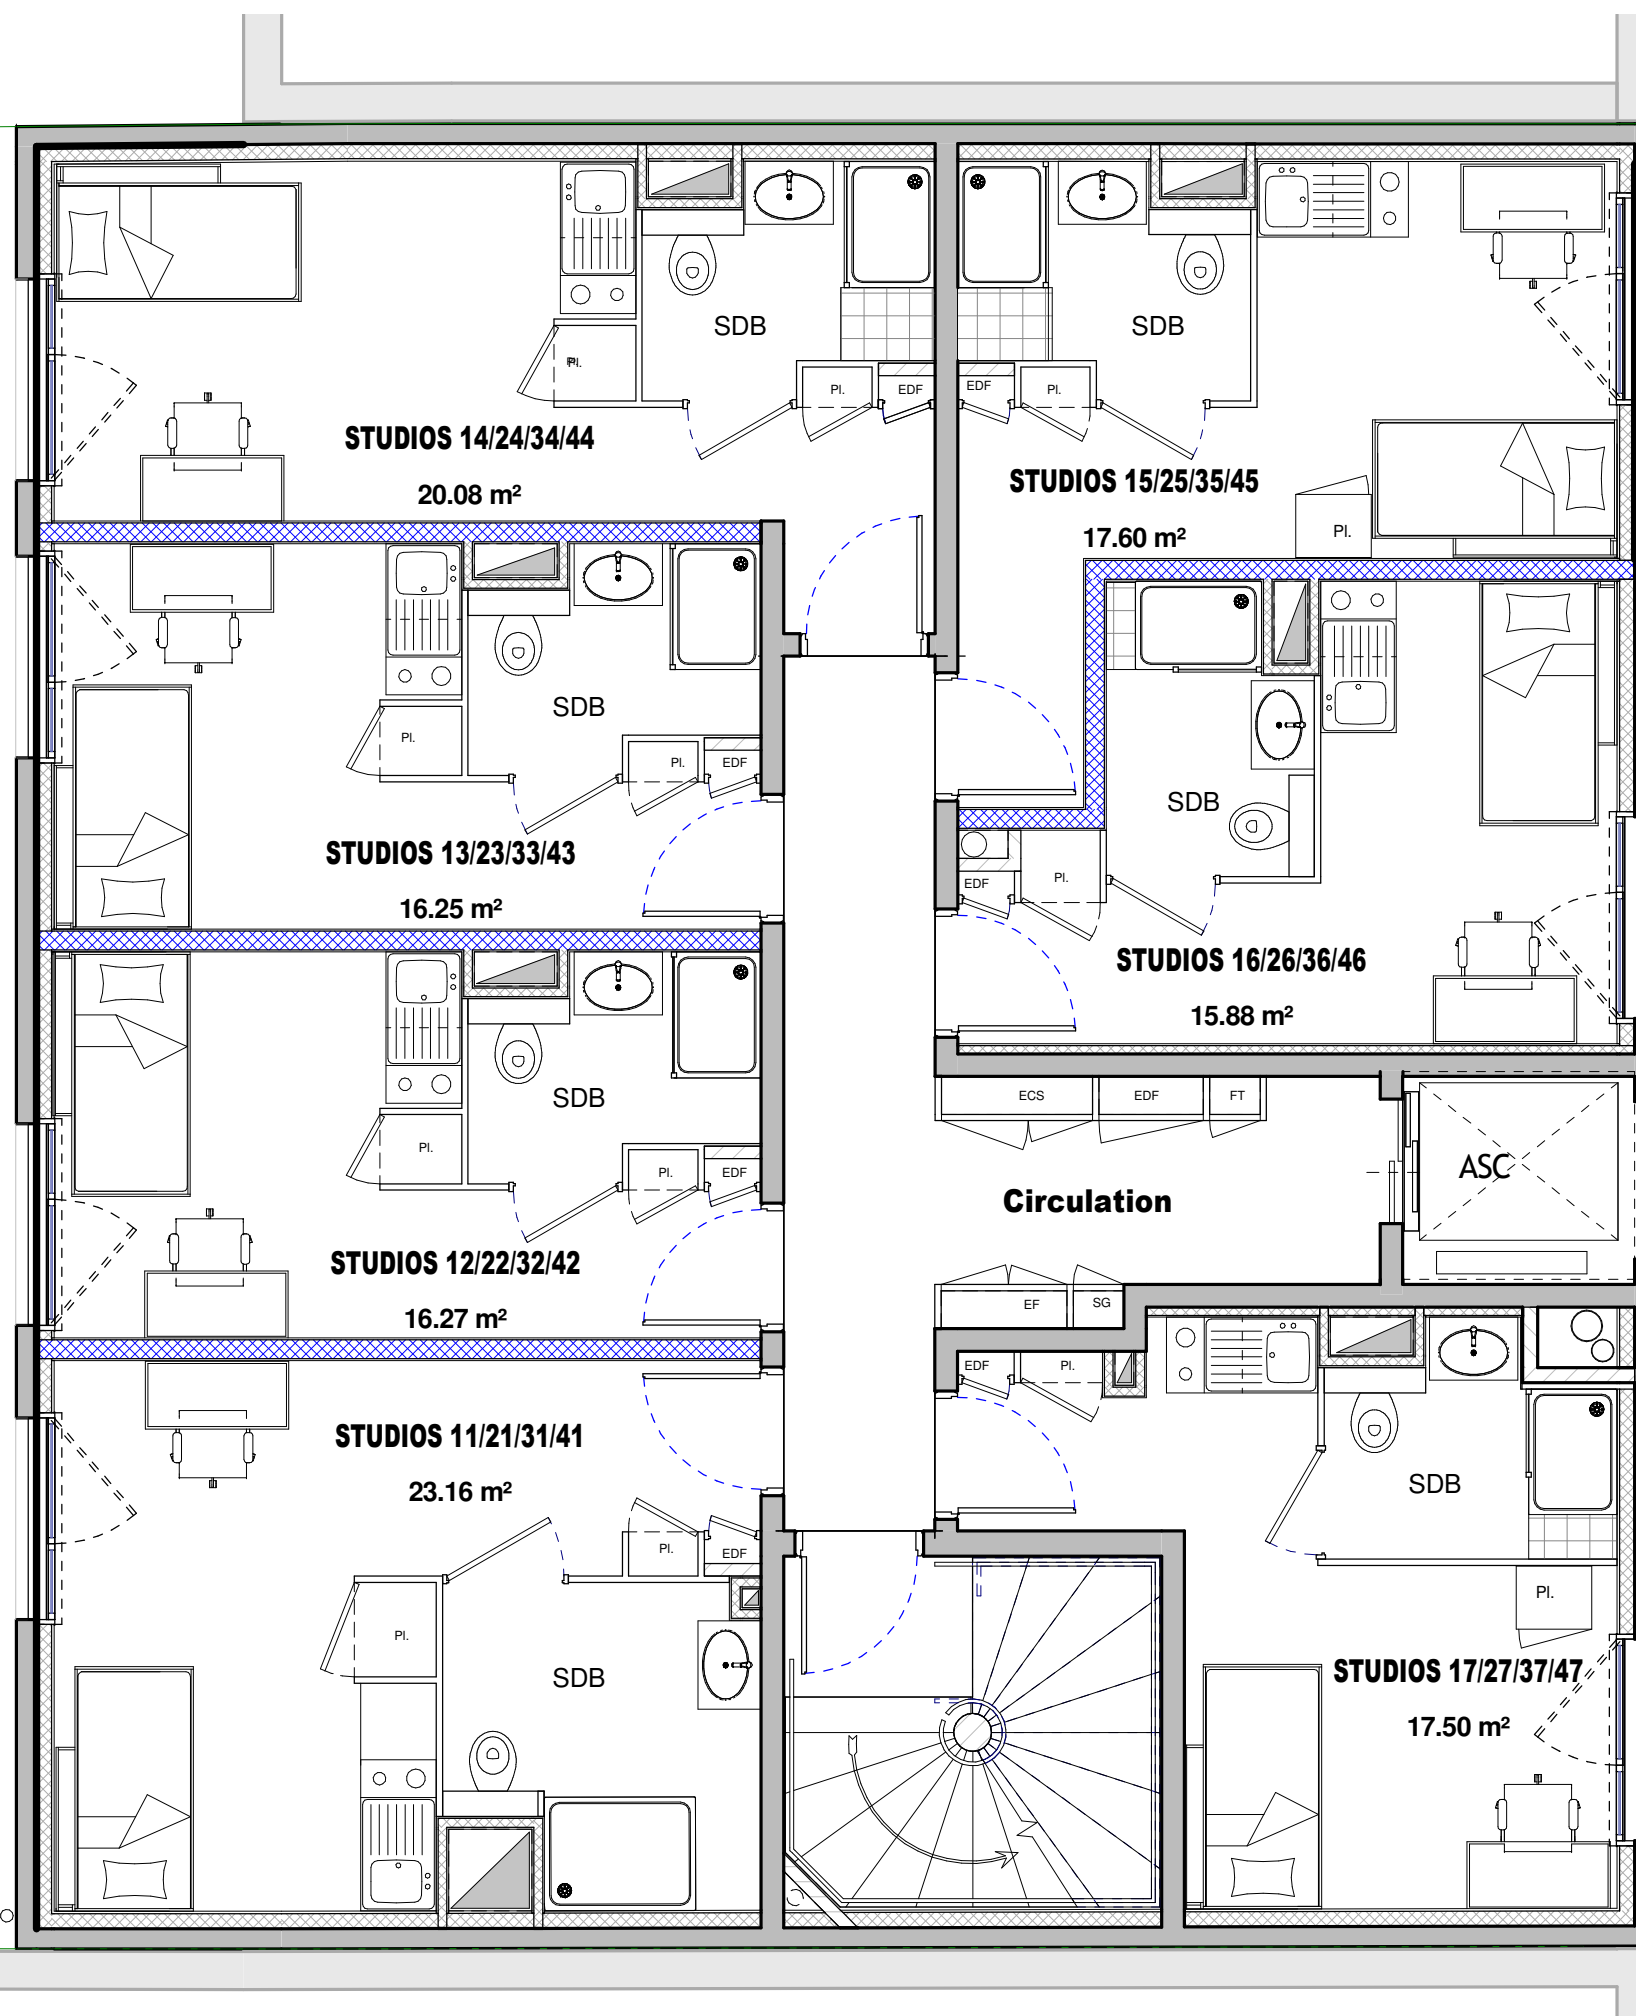 SDB
SDB
Pl.
Pl.
EDF
EDF
Pl.
STUDIOS 14/24/34/44
20.08 m²
STUDIOS 15/25/35/45
17.60 m²
Pl.
SDB
Pl.
Pl.
EDF
SDB
STUDIOS 13/23/33/43
16.25 m²
EDF
Pl.
STUDIOS 16/26/36/46
15.88 m²
SDB
Pl.
Pl.
EDF
ECS
EDF
FT
ASC
Circulation
STUDIOS 12/22/32/42
16.27 m²
EF
SG
EDF
Pl.
STUDIOS 11/21/31/41
23.16 m²
SDB
Pl.
EDF
Pl.
Pl.
SDB
STUDIOS 17/27/37/47
17.50 m²